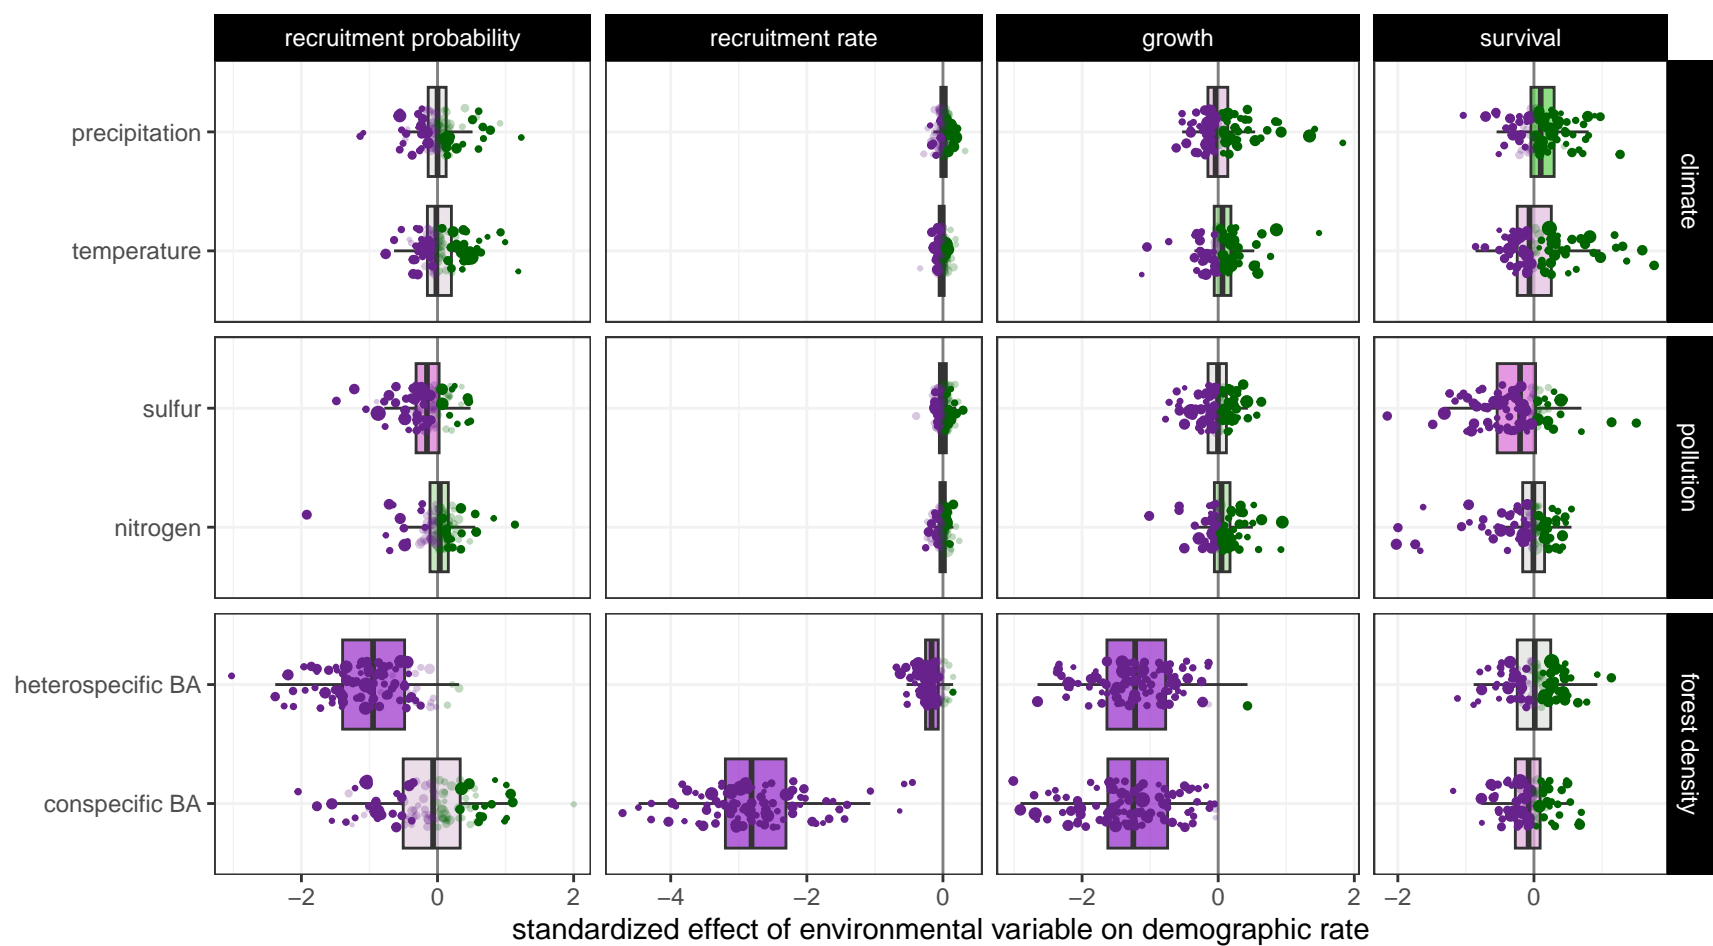 recruitment probability
recruitment rate
growth
survival
precipitation
temperature
climate
sulfur
nitrogen
pollution
heterospecific BA
conspecific BA
forest density
−2 0 2
−4 −2 0
−2 0 2
−2 0
standardized effect of environmental variable on demographic rate